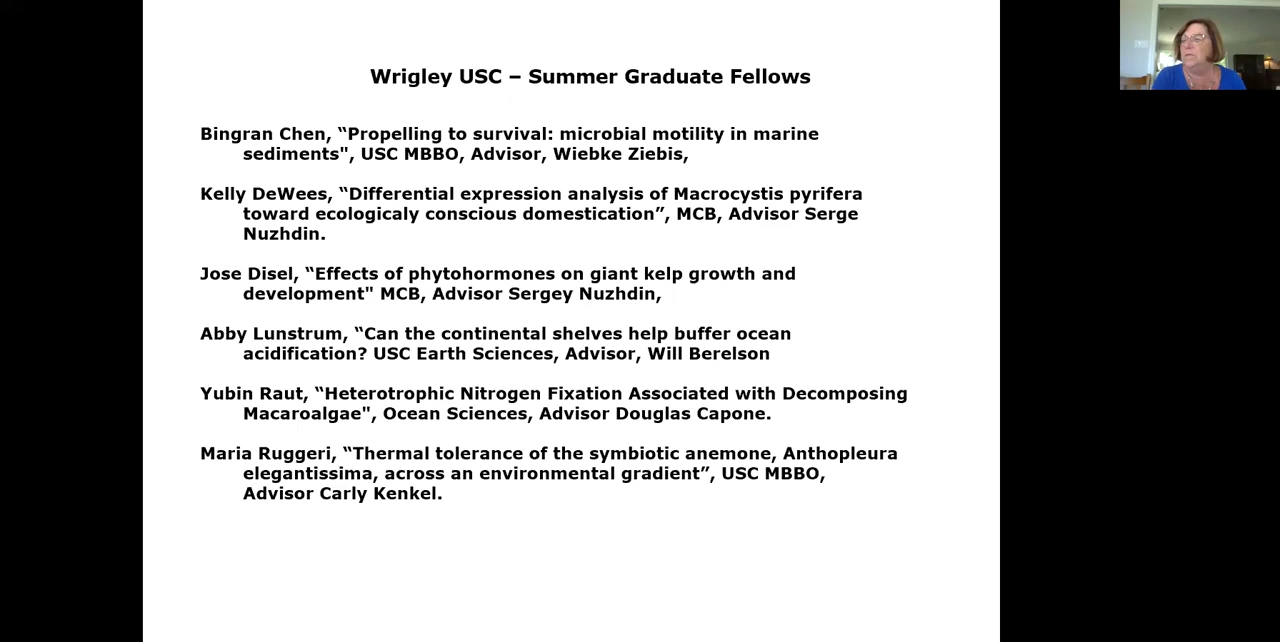 Wrigley USC – Summer Graduate Fellows
Bingran Chen, “Propelling to survival: microbial motility in marine
sediments", USC MBBO, Advisor, Wiebke Ziebis,
Kelly DeWees, “Differential expression analysis of Macrocystis pyrifera
toward ecologicaly conscious domestication”, MCB, Advisor Serge
Nuzhdin.
Jose Disel, “Effects of phytohormones on giant kelp growth and
development" MCB, Advisor Sergey Nuzhdin,
Abby Lunstrum, “Can the continental shelves help buffer ocean
acidification? USC Earth Sciences, Advisor, Will Berelson
Yubin Raut, “Heterotrophic Nitrogen Fixation Associated with Decomposing
Macaroalgae", Ocean Sciences, Advisor Douglas Capone.
Maria Ruggeri, “Thermal tolerance of the symbiotic anemone, Anthopleura
elegantissima, across an environmental gradient”, USC MBBO,
Advisor Carly Kenkel.